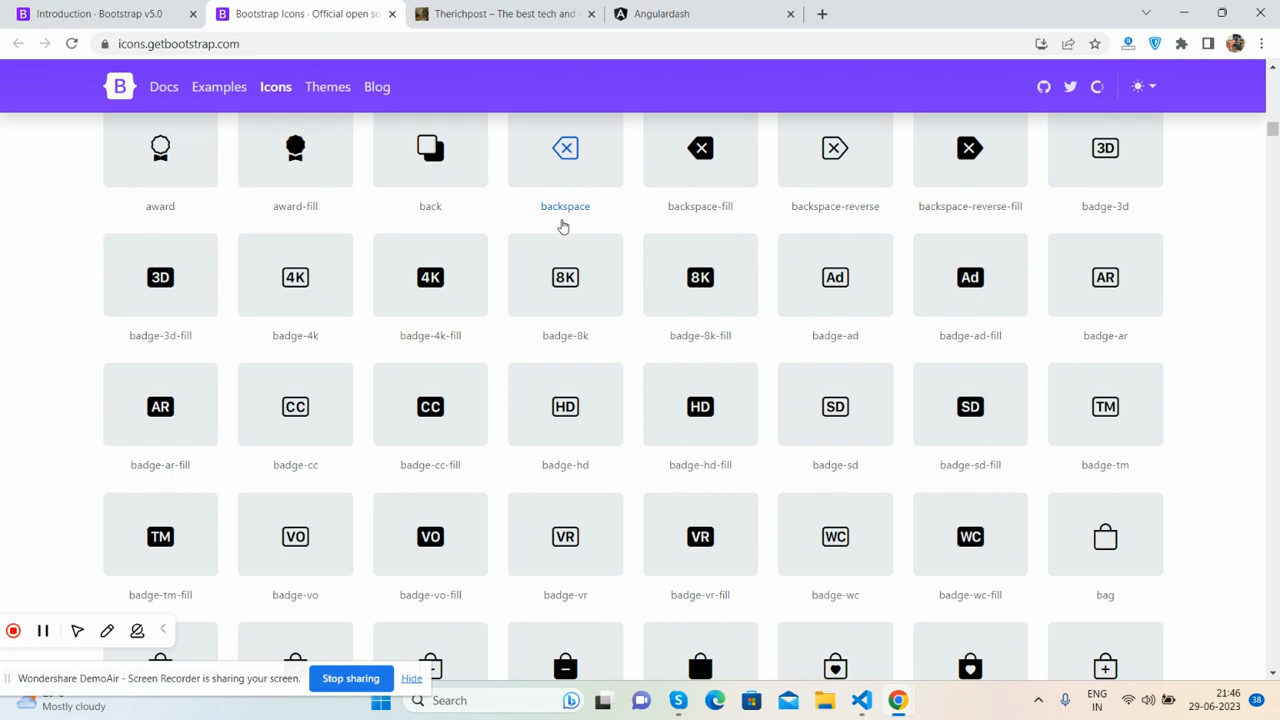 Introduction · Bootstrap v5.0
Bootstrap Icons · Official open so
Therichpost – The best tech and
Angulardash
icons.getbootstrap.com
B Docs Examples Icons Themes Blog
3D
award award-fill back backspace backspace-fill backspace-reverse backspace-reverse-fill badge-3d
3D 4K 4K 8K 8K Ad Ad AR
badge-3d-fill badge-4k badge-4k-fill badge-8k badge-8k-fill badge-ad badge-ad-fill badge-ar
AR CC CC HD HD SD SD TM
badge-ar-fill badge-cc badge-cc-fill badge-hd badge-hd-fill badge-sd badge-sd-fill badge-tm
TM VO VO VR VR WC WC
badge-tm-fill badge-vo badge-vo-fill badge-vr badge-vr-fill badge-wc badge-wc-fill bag
Wondershare DemoAir - Screen Recorder is sharing your screen. Stop sharing Hide
Mostly cloudy
Search
ENG
IN
21:46
29-06-2023
38